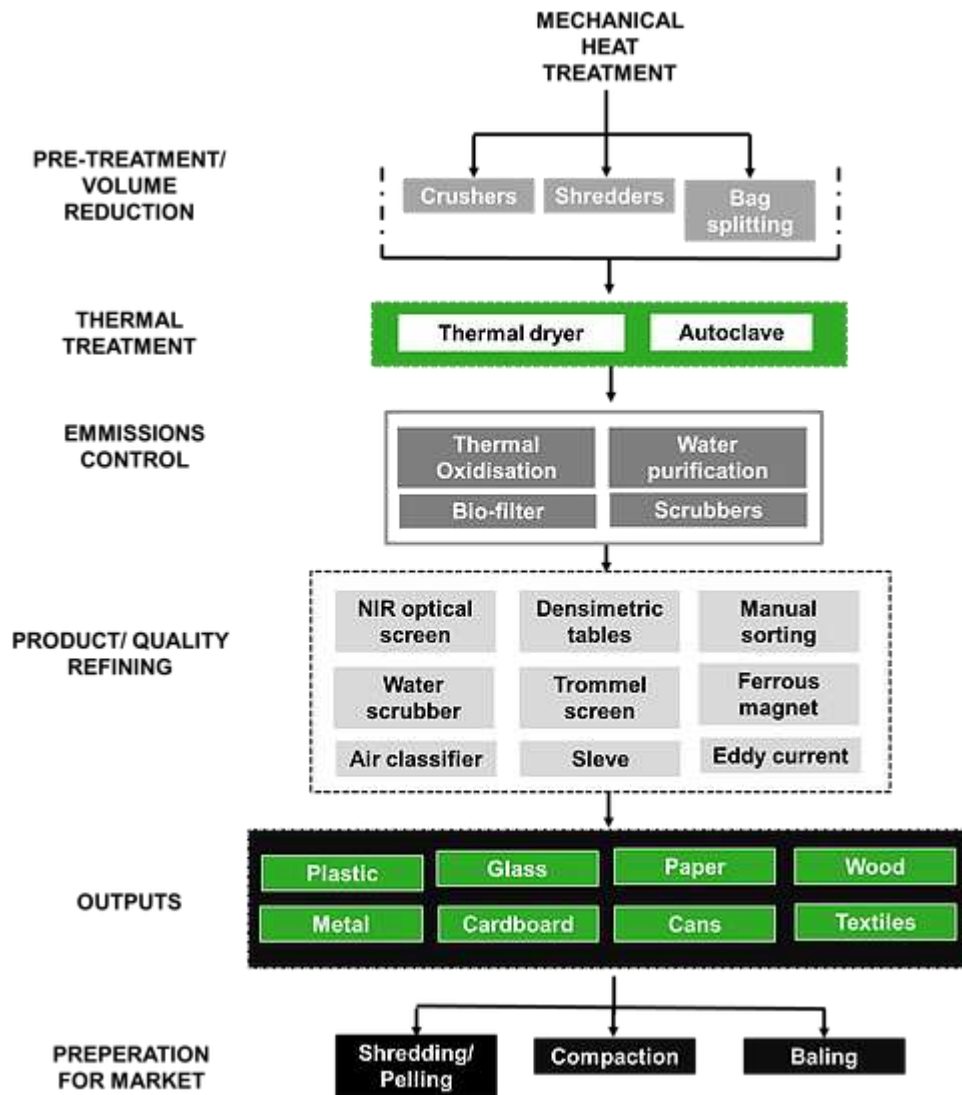 MECHANICAL
HEAT
TREATMENT
PRE-TREATMENT/
VOLUME
REDUCTION
Crushers
Shredders
Bag
splitting
THERMAL
TREATMENT
Thermal dryer
Autoclave
EMMISSIONS
CONTROL
Thermal
Oxidisation
Water
purification
Bio-filter
Scrubbers
PRODUCT/ QUALITY
REFINING
NIR optical
screen
Densimetric
tables
Manual
sorting
Water
scrubber
Trommel
screen
Ferrous
magnet
Air classifier
Sleve
Eddy current
OUTPUTS
Plastic
Glass
Paper
Wood
Metal
Cardboard
Cans
Textiles
PREPERATION
FOR MARKET
Shredding/
Pelling
Compaction
Baling